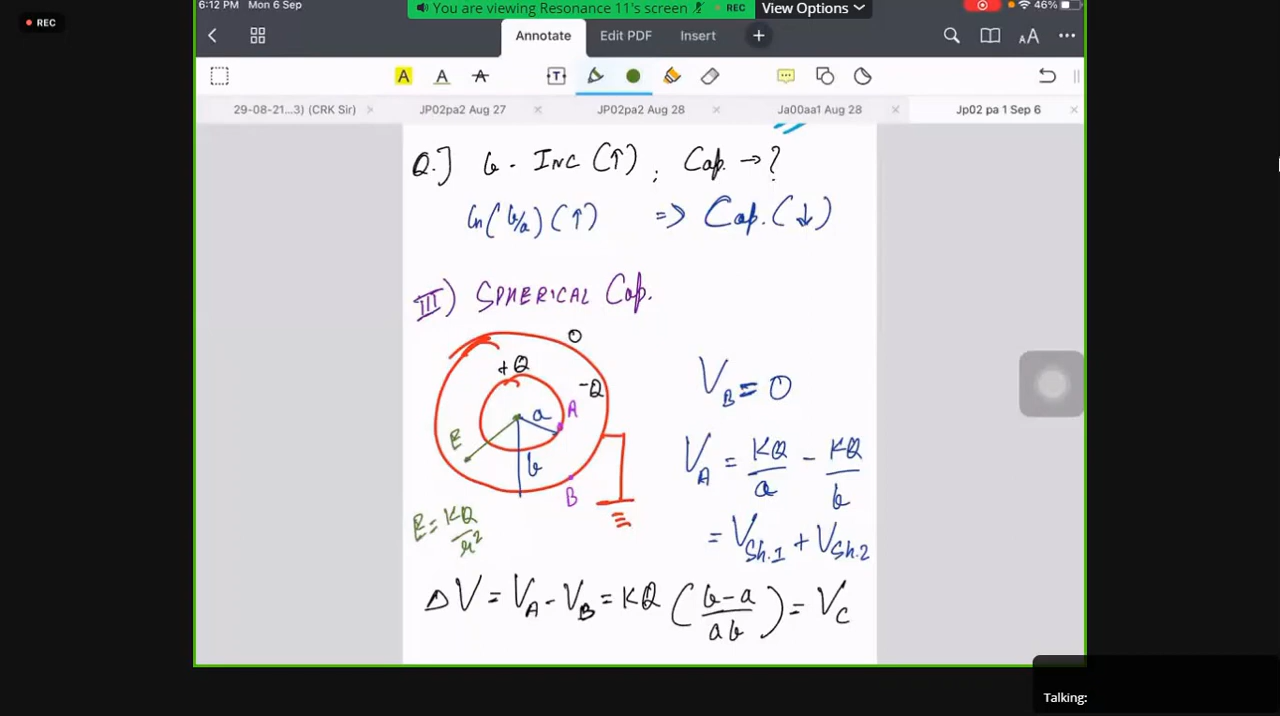 REC
6:12 PM Mon 6 Sep
You are viewing Resonance 11's screen
REC
View Options
46%
Annotate
Edit PDF
Insert
+
AA
A A A T
29-08-21...3) (CRK Sir)
JP02pa2 Aug 27
JP02pa2 Aug 28
Ja00aa1 Aug 28
Jp02 pa 1 Sep 6
Q.] b - INC (↑) ; Cap. → ?
ln(b/a) (↑) => Cap. (↓)
III) SPHERICAL Cap.
0
+Q
-Q
a
A
E
b
B
E = KQ/r²
V_B = 0
V_A = KQ/a - KQ/b
= V_Sh.1 + V_Sh.2
ΔV = V_A - V_B = KQ ( b-a / ab ) = V_C
Talking: